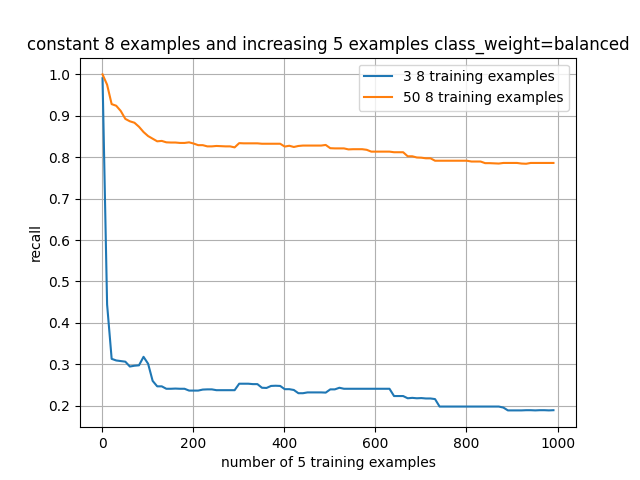 constant 8 examples and increasing 5 examples class_weight=balanced
3 8 training examples
50 8 training examples
recall
1.0
0.9
0.8
0.7
0.6
0.5
0.4
0.3
0.2
0 200 400 600 800 1000
number of 5 training examples